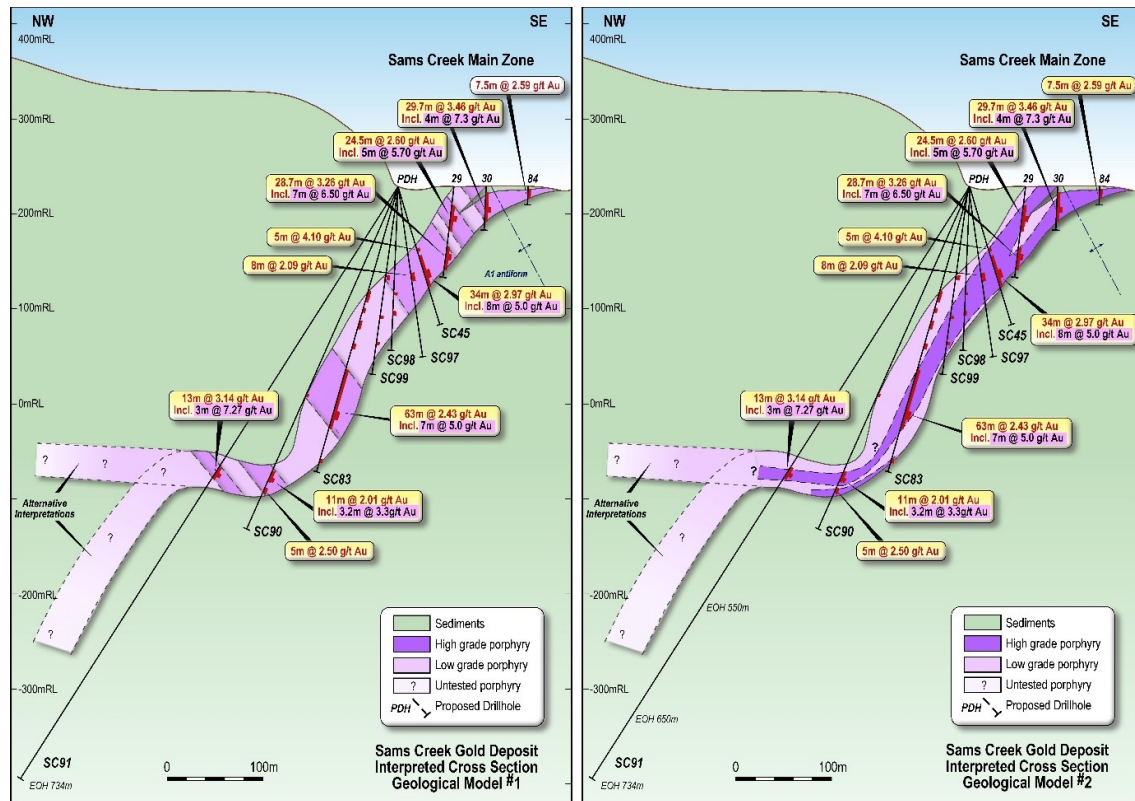 NW
SE
400mRL
Sams Creek Main Zone
7.5m @ 2.59 g/t Au
29.7m @ 3.46 g/t Au
Incl. 4m @ 7.3 g/t Au
300mRL
24.5m @ 2.60 g/t Au
Incl. 5m @ 5.70 g/t Au
28.7m @ 3.26 g/t Au
Incl. 7m @ 6.50 g/t Au
PDH
29
30
84
200mRL
5m @ 4.10 g/t Au
8m @ 2.09 g/t Au
A1 antiform
34m @ 2.97 g/t Au
Incl. 8m @ 5.0 g/t Au
100mRL
SC45
SC97
SC98
SC99
0mRL
13m @ 3.14 g/t Au
Incl. 3m @ 7.27 g/t Au
63m @ 2.43 g/t Au
Incl. 7m @ 5.0 g/t Au
?
?
?
SC83
Alternative
Interpretations
11m @ 2.01 g/t Au
Incl. 3.2m @ 3.3g/t Au
SC90
5m @ 2.50 g/t Au
?
-200mRL
?
Sediments
High grade porphyry
Low grade porphyry
? Untested porphyry
PDH Proposed Drillhole
-300mRL
SC91
EOH 734m
0 100m
Sams Creek Gold Deposit
Interpreted Cross Section
Geological Model #1
NW
SE
400mRL
Sams Creek Main Zone
7.5m @ 2.59 g/t Au
29.7m @ 3.46 g/t Au
Incl. 4m @ 7.3 g/t Au
300mRL
24.5m @ 2.60 g/t Au
Incl. 5m @ 5.70 g/t Au
28.7m @ 3.26 g/t Au
Incl. 7m @ 6.50 g/t Au
PDH
29
30
84
200mRL
5m @ 4.10 g/t Au
8m @ 2.09 g/t Au
A1 antiform
100mRL
34m @ 2.97 g/t Au
Incl. 8m @ 5.0 g/t Au
SC45
SC97
SC98
SC99
0mRL
13m @ 3.14 g/t Au
Incl. 3m @ 7.27 g/t Au
63m @ 2.43 g/t Au
Incl. 7m @ 5.0 g/t Au
?
?
?
?
?
SC83
Alternative
Interpretations
11m @ 2.01 g/t Au
Incl. 3.2m @ 3.3g/t Au
SC90
5m @ 2.50 g/t Au
?
-200mRL
EOH 550m
?
Sediments
High grade porphyry
Low grade porphyry
? Untested porphyry
PDH Proposed Drillhole
-300mRL
EOH 650m
SC91
EOH 734m
0 100m
Sams Creek Gold Deposit
Interpreted Cross Section
Geological Model #2